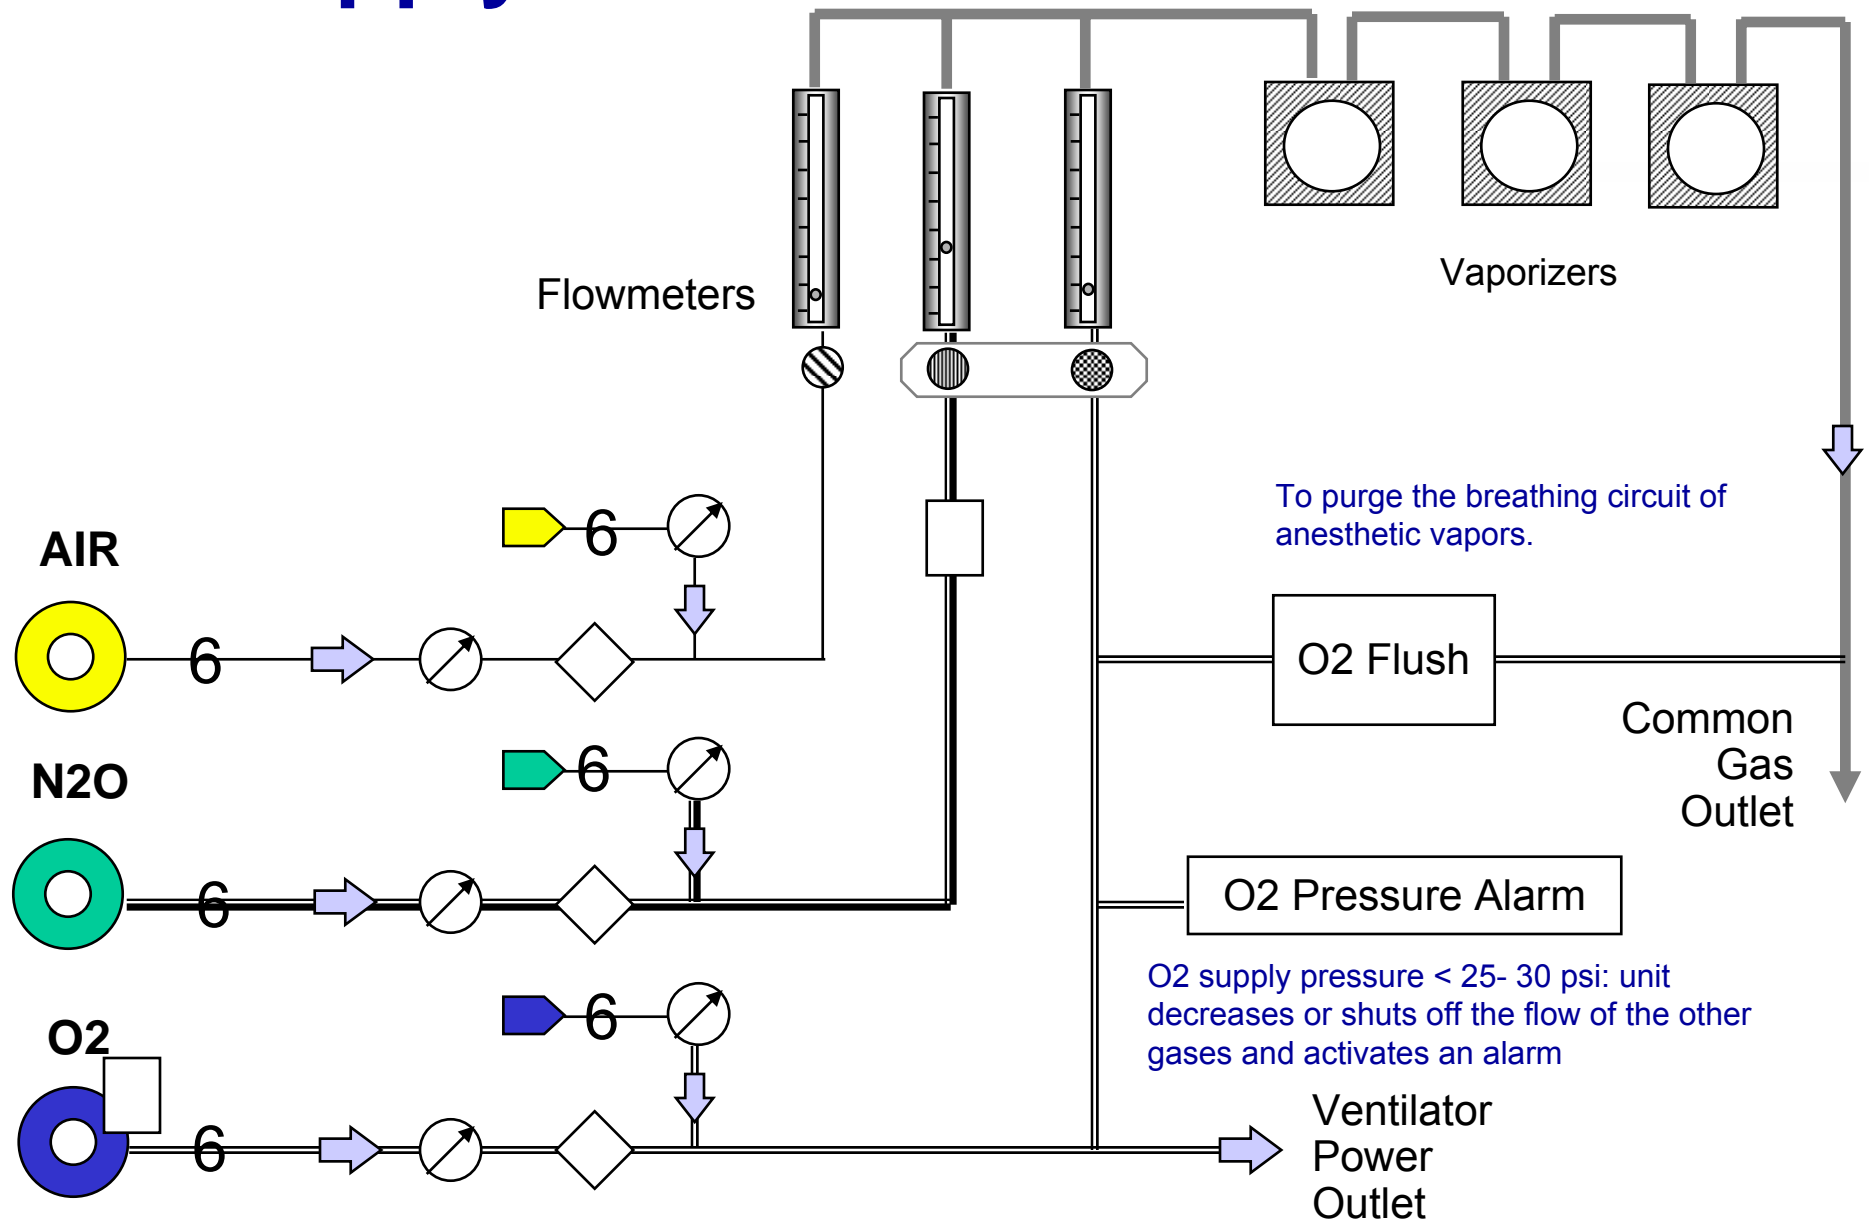 Flowmeters
Vaporizers
To purge the breathing circuit of
anesthetic vapors.
AIR
6
6
O2 Flush
Common
Gas
Outlet
N2O
6
6
O2 Pressure Alarm
O2 supply pressure < 25- 30 psi: unit
decreases or shuts off the flow of the other
gases and activates an alarm
O2
6
6
Ventilator
Power
Outlet